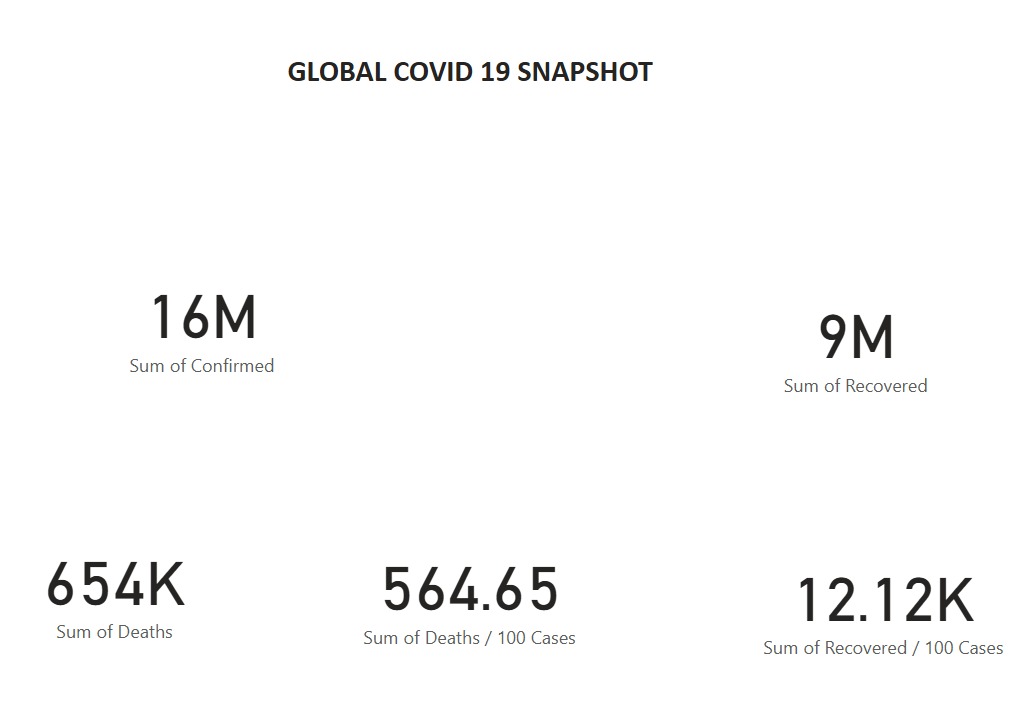 GLOBAL COVID 19 SNAPSHOT
16M
Sum of Confirmed
9M
Sum of Recovered
654K
Sum of Deaths
564.65
Sum of Deaths / 100 Cases
12.12K
Sum of Recovered / 100 Cases